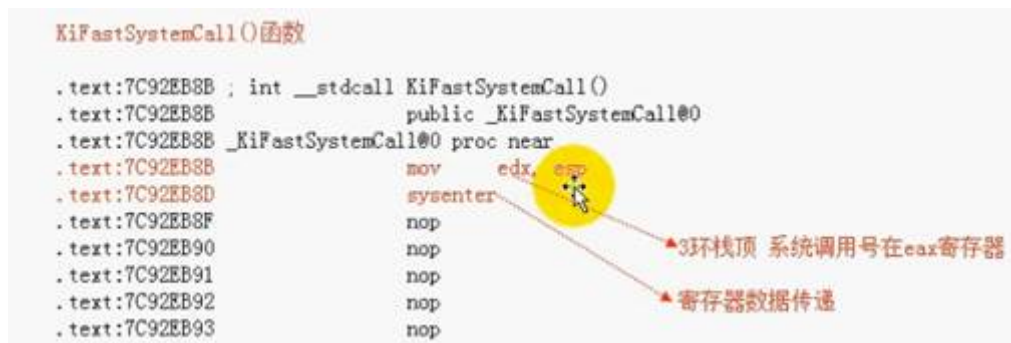 KiFastSystemCall()函数
.text:7C92EB8B ; int __stdcall KiFastSystemCall()
.text:7C92EB8B public _KiFastSystemCall@0
.text:7C92EB8B _KiFastSystemCall@0 proc near
.text:7C92EB8B mov edx, esp
.text:7C92EB8D sysenter
.text:7C92EB8F nop
.text:7C92EB90 nop
3环栈顶 系统调用号在eax寄存器
.text:7C92EB91 nop
.text:7C92EB92 nop
寄存器数据传递
.text:7C92EB93 nop